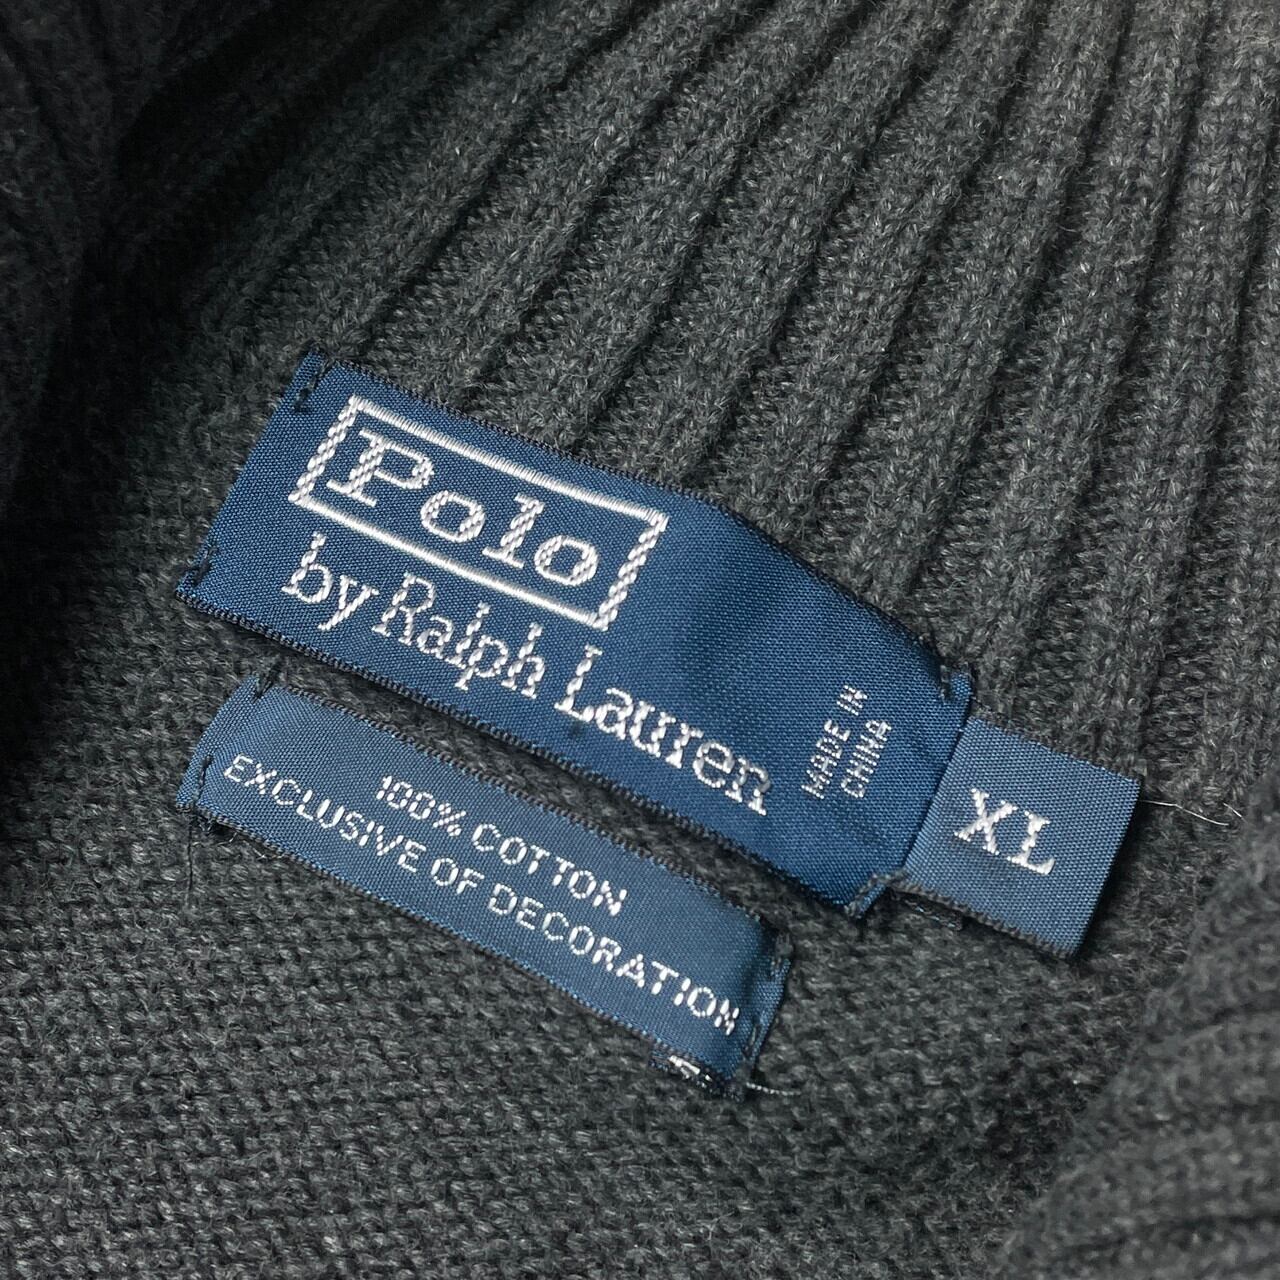 Polo
by Ralph Lauren
MADE IN
CHINA
XL
100% COTTON
EXCLUSIVE OF DECORATION